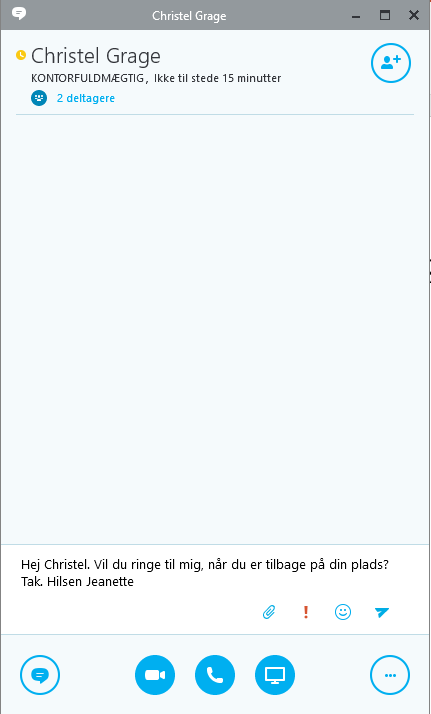 Christel Grage
Christel Grage
KONTORFULDMÆGTIG, Ikke til stede 15 minutter
2 deltagere
Hej Christel. Vil du ringe til mig, når du er tilbage på din plads?
Tak. Hilsen Jeanette